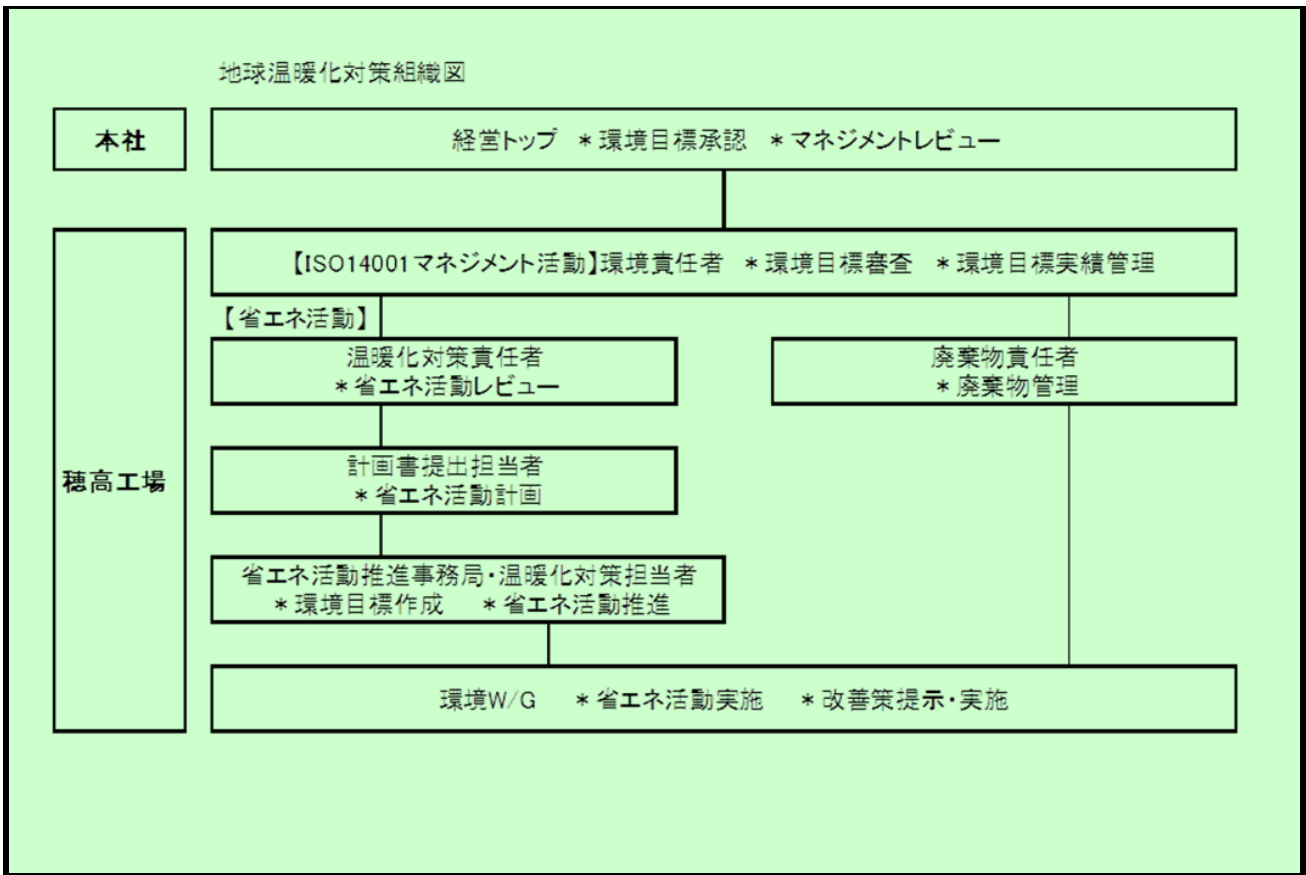 地球温暖化対策組織図
本社
経営トップ ＊環境目標承認 ＊マネジメントレビュー
穂高工場
【ISO14001マネジメント活動】環境責任者 ＊環境目標審査 ＊環境目標実績管理
【省エネ活動】
温暖化対策責任者
＊省エネ活動レビュー
廃棄物責任者
＊廃棄物管理
計画書提出担当者
＊省エネ活動計画
省エネ活動推進事務局・温暖化対策担当者
＊環境目標作成 ＊省エネ活動推進
環境W/G ＊省エネ活動実施 ＊改善策提示・実施